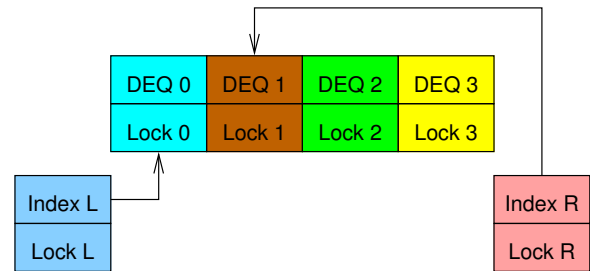 DEQ 0 DEQ 1 DEQ 2 DEQ 3
Lock 0 Lock 1 Lock 2 Lock 3
Index L Index R
Lock L Lock R